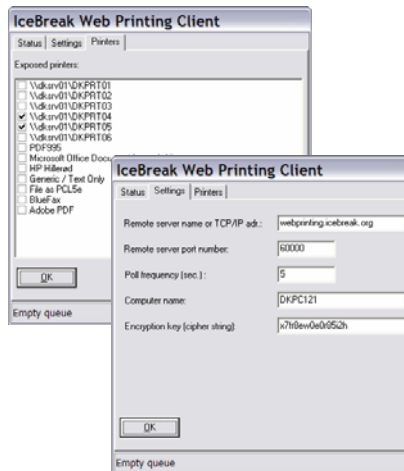 IceBreak Web Printing Client
Status Settings Printers
Exposed printers:
\\dksrv01\DKPRT01
\\dksrv01\DKPRT02
\\dksrv01\DKPRT03
\\dksrv01\DKPRT04
\\dksrv01\DKPRT05
\\dksrv01\DKPRT06
PDF995
Microsoft Office
HP Hillerød
Generic / Text Only
File as PCL5e
BlueFax
Adobe PDF
OK
Empty queue
IceBreak Web Printing Client
Status Settings Printers
Remote server name or TCP/IP adr.: webprinting.icebreak.org
Remote server port number: 60000
Poll frequency (sec.) : 5
Computer name: DKPC121
Encryption key (cipher string):
OK
Empty queue